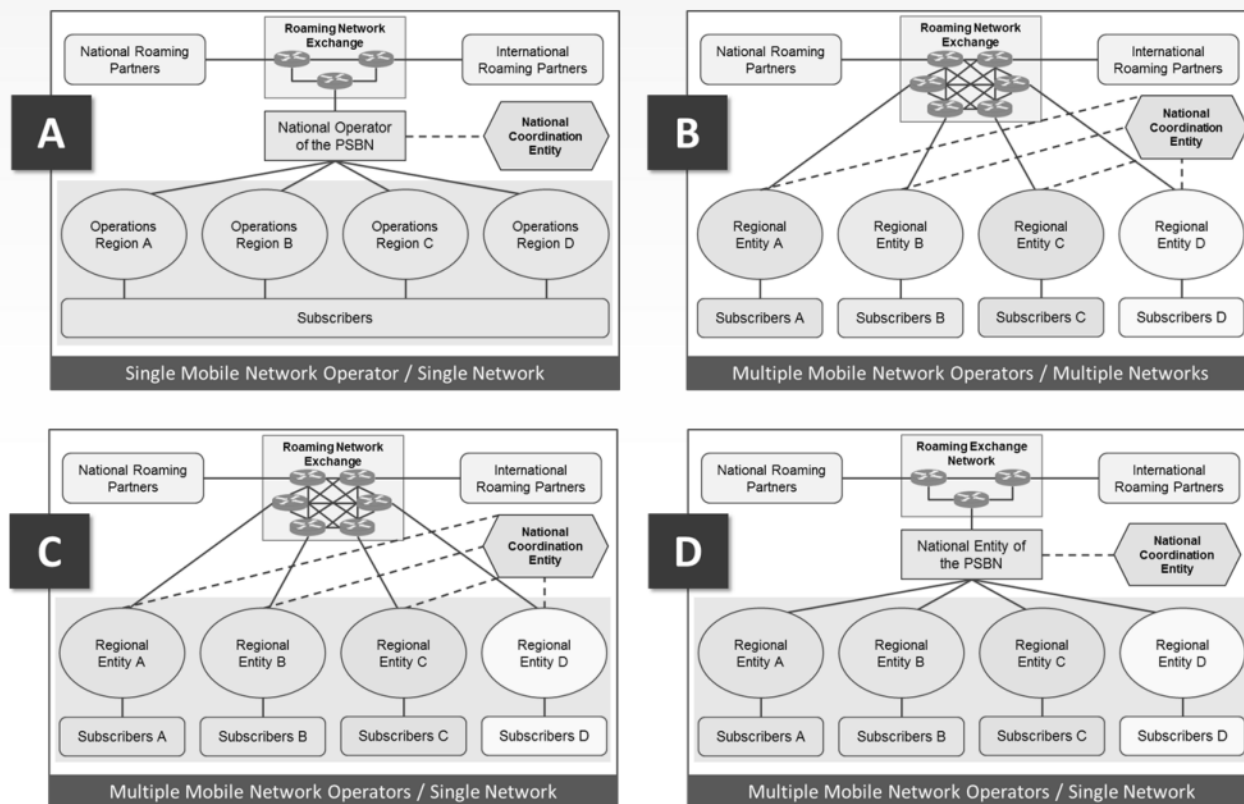 Roaming Network
Exchange
National Roaming
Partners
International
Roaming Partners
A
National Operator
of the PSBN
National
Coordination
Entity
Operations
Region A
Operations
Region B
Operations
Region C
Operations
Region D
Subscribers
Single Mobile Network Operator / Single Network
Roaming Network
Exchange
National Roaming
Partners
International
Roaming Partners
B
National
Coordination
Entity
Regional
Entity A
Regional
Entity B
Regional
Entity C
Regional
Entity D
Subscribers A
Subscribers B
Subscribers C
Subscribers D
Multiple Mobile Network Operators / Multiple Networks
Roaming Network
Exchange
National Roaming
Partners
International
Roaming Partners
C
National
Coordination
Entity
Regional
Entity A
Regional
Entity B
Regional
Entity C
Regional
Entity D
Subscribers A
Subscribers B
Subscribers C
Subscribers D
Multiple Mobile Network Operators / Single Network
Roaming Exchange
Network
National Roaming
Partners
International
Roaming Partners
D
National Entity of
the PSBN
National
Coordination
Entity
Regional
Entity A
Regional
Entity B
Regional
Entity C
Regional
Entity D
Subscribers A
Subscribers B
Subscribers C
Subscribers D
Multiple Mobile Network Operators / Single Network